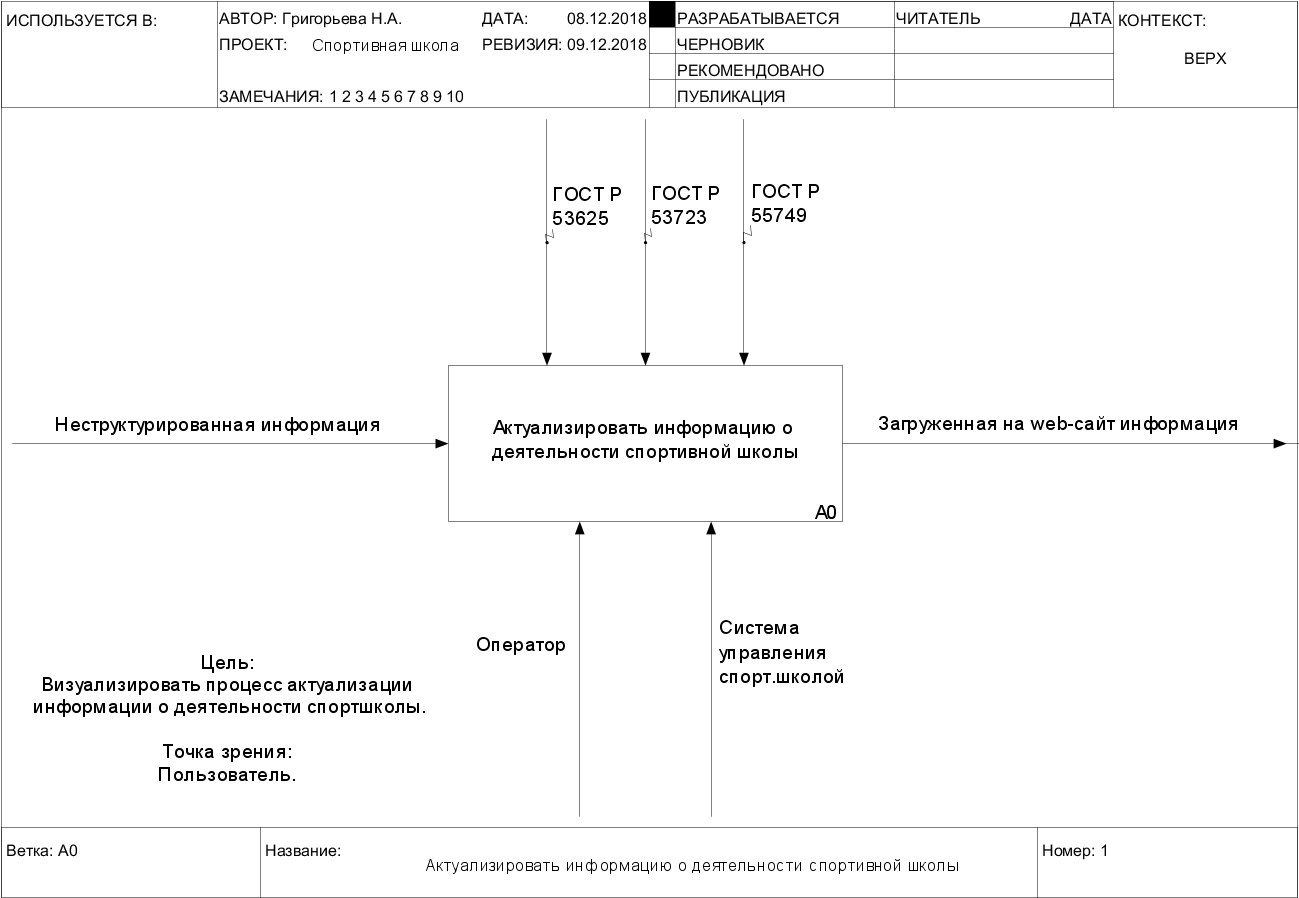 ИСПОЛЬЗУЕТСЯ В:
АВТОР: Григорьева Н.А.
ДАТА: 08.12.2018
ПРОЕКТ: Спортивная школа
РЕВИЗИЯ: 09.12.2018
ЗАМЕЧАНИЯ: 1 2 3 4 5 6 7 8 9 10
РАЗРАБАТЫВАЕТСЯ
ЧЕРНОВИК
РЕКОМЕНДОВАНО
ПУБЛИКАЦИЯ
ЧИТАТЕЛЬ ДАТА
КОНТЕКСТ:
ВЕРХ
ГОСТ Р
53625
ГОСТ Р
53723
ГОСТ Р
55749
Неструктурированная информация
Актуализировать информацию о
деятельности спортивной школы
A0
Загруженная на web-сайт информация
Оператор
Система
управления
спорт.школой
Цель:
Визуализировать процесс актуализации
информации о деятельности спортшколы.
Точка зрения:
Пользователь.
Ветка: A0
Название:
Актуализировать информацию о деятельности спортивной школы
Номер: 1